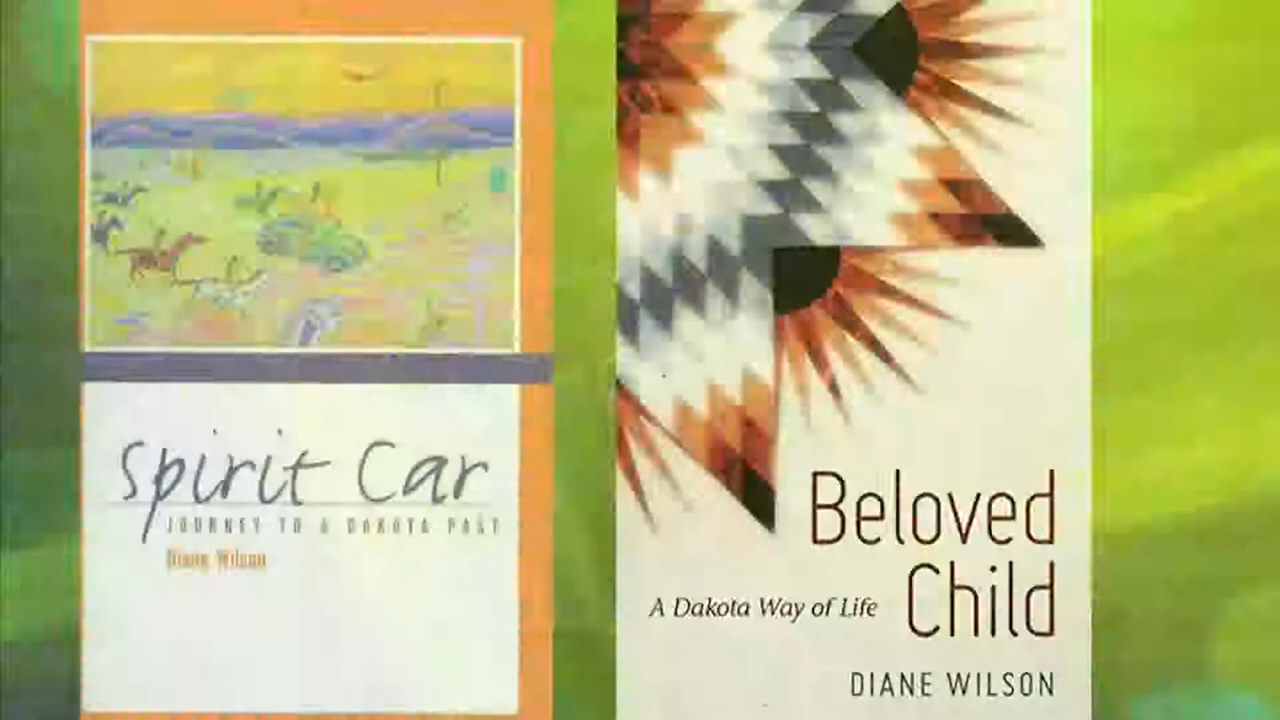 Spirit Car
JOURNEY TO A DAKOTA PAST
Diane Wilson
Beloved
Child
A Dakota Way of Life
DIANE WILSON